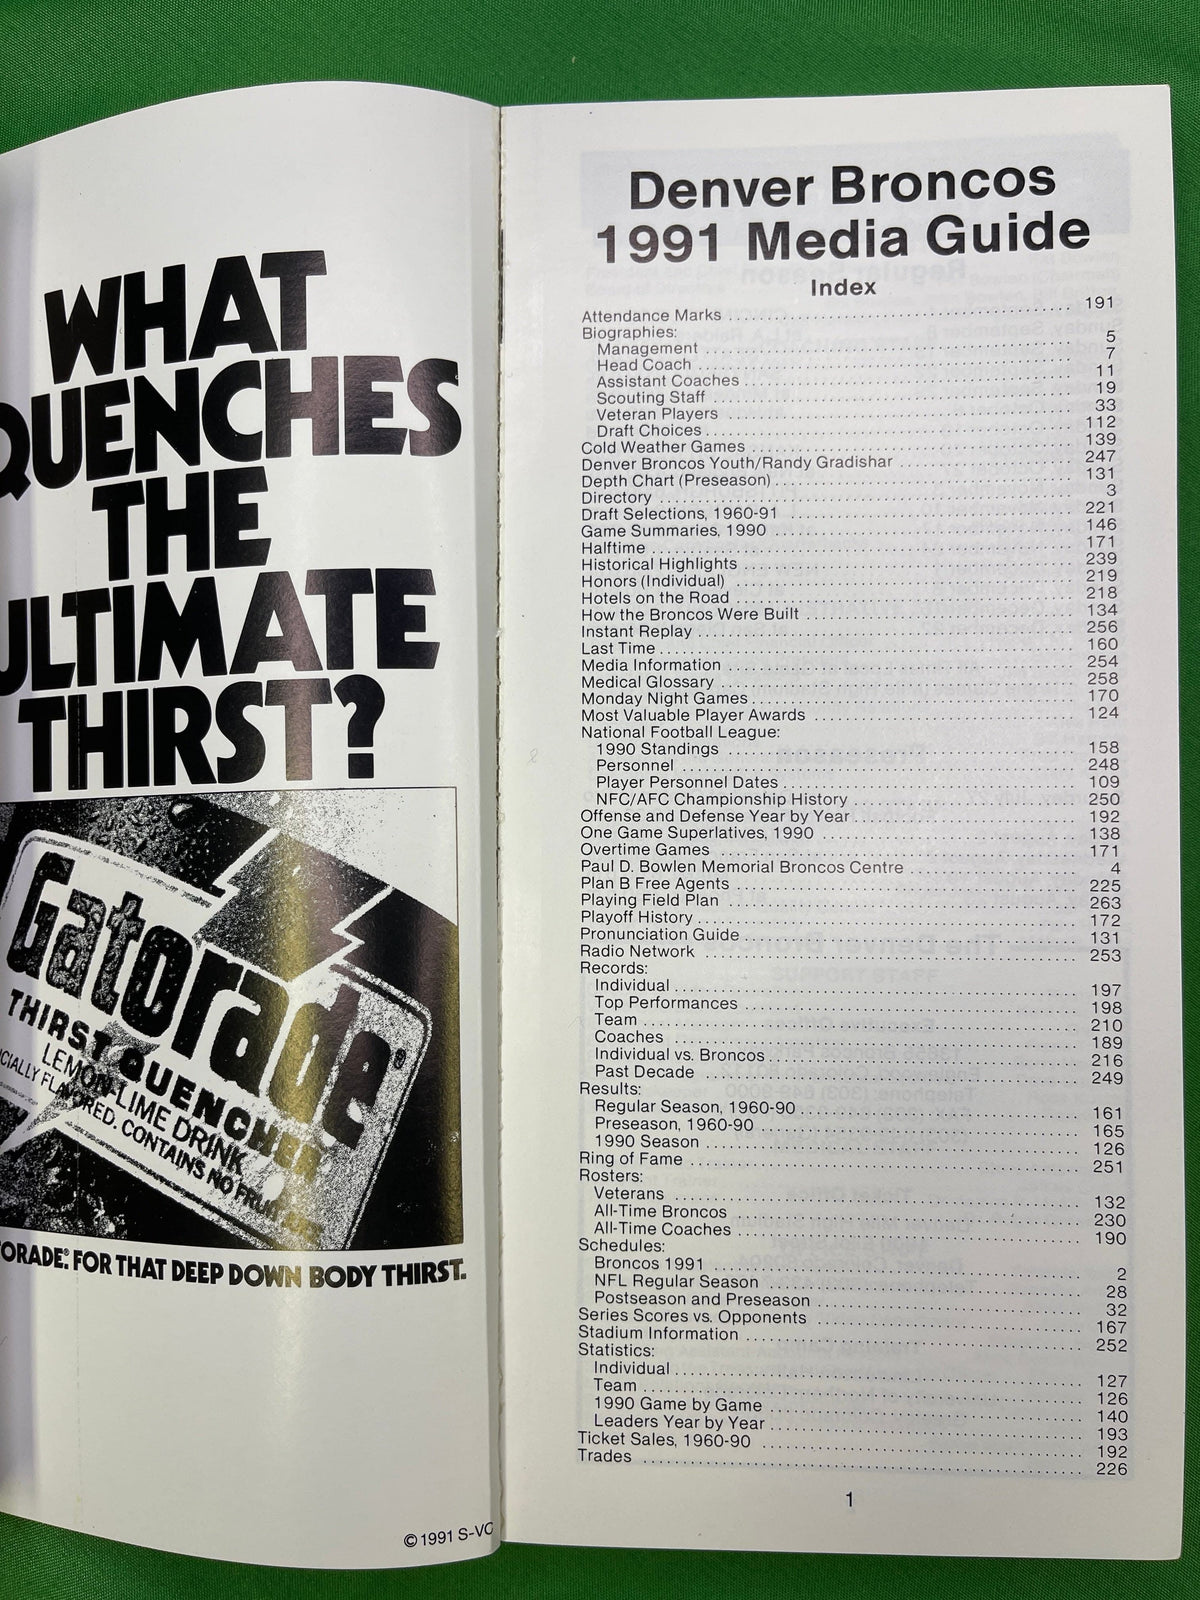 WHAT
QUENCHES
THE
ULTIMATE
THIRST?
Gatorade®
THIRST QUENCHER
LEMON-LIME DRINK
FLAVORED. CONTAINS NO
FOR THAT DEEP DOWN BODY THIRST.
©1991 S-VC
Denver Broncos
1991 Media Guide
Index
Attendance Marks 191
Biographies:
Management 5
Head Coach 7
Assistant Coaches 11
Scouting Staff 19
Veteran Players 33
Draft Choices 112
Cold Weather Games 139
Denver Broncos Youth/Randy Gradishar 247
Depth Chart (Preseason) 131
Directory 3
Draft Selections, 1960-91 221
Game Summaries, 1990 146
Halftime 171
Historical Highlights 239
Honors (Individual) 219
Hotels on the Road 218
How the Broncos Were Built 134
Instant Replay 256
Last Time 160
Media Information 254
Medical Glossary 258
Monday Night Games 170
Most Valuable Player Awards 124
National Football League:
1990 Standings 158
Personnel 248
Player Personnel Dates 109
NFC/AFC Championship History 250
Offense and Defense Year by Year 192
One Game Superlatives, 1990 138
Overtime Games 171
Paul D. Bowlen Memorial Broncos Centre 4
Plan B Free Agents 225
Playing Field Plan 263
Playoff History 172
Pronunciation Guide 131
Radio Network 253
Records:
Individual 197
Top Performances 198
Team 210
Coaches 189
Individual vs. Broncos 216
Past Decade 249
Results:
Regular Season, 1960-90 161
Preseason, 1960-90 165
1990 Season 126
Ring of Fame 251
Rosters:
Veterans 132
All-Time Broncos 230
All-Time Coaches 190
Schedules:
Broncos 1991 2
NFL Regular Season 28
Postseason and Preseason 32
Series Scores vs. Opponents 167
Stadium Information 252
Statistics:
Individual 127
Team 126
1990 Game by Game 140
Leaders Year by Year 193
Ticket Sales, 1960-90 192
Trades 226
1